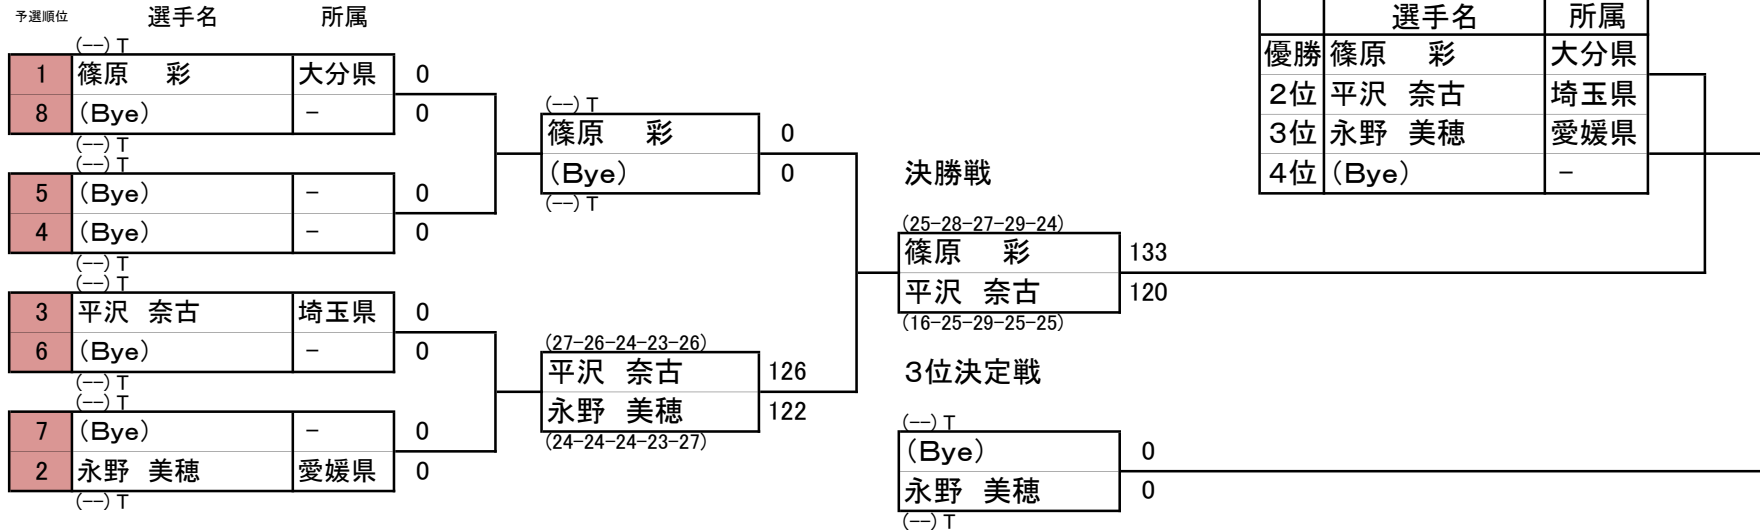 予選順位 選手名 所属
(--) T
1 篠原 彩 大分県 0
8 (Bye) - 0
(--) T
(--) T
5 (Bye) - 0
4 (Bye) - 0
(--) T
(--) T
3 平沢 奈古 埼玉県 0
6 (Bye) - 0
(--) T
(--) T
7 (Bye) - 0
2 永野 美穂 愛媛県 0
(--) T
(--) T
篠原 彩 0
(Bye) 0
(--) T
(27-26-24-23-26)
平沢 奈古 126
永野 美穂 122
(24-24-24-23-27)
決勝戦
(25-28-27-29-24)
篠原 彩 133
平沢 奈古 120
(16-25-29-25-25)
3位決定戦
(--) T
(Bye) 0
永野 美穂 0
(--) T
選手名 所属
優勝 篠原 彩 大分県
2位 平沢 奈古 埼玉県
3位 永野 美穂 愛媛県
4位 (Bye) -